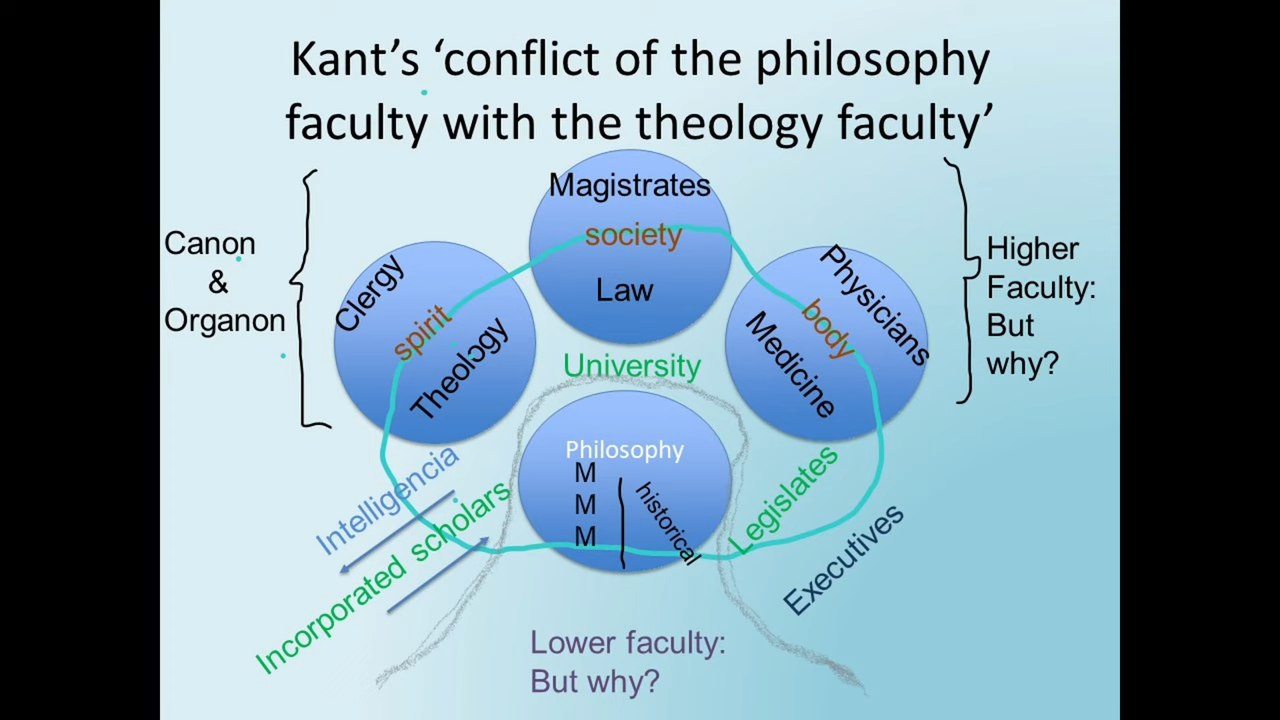 Kant’s ‘conflict of the philosophy
faculty with the theology faculty’
Canon
&
Organon
Clergy
spirit
Theology
Magistrates
society
Law
Physicians
body
Medicine
Higher
Faculty:
But
why?
University
Philosophy
M
M
M
historical
Intelligencia
Incorporated scholars
Legislates
Executives
Lower faculty:
But why?